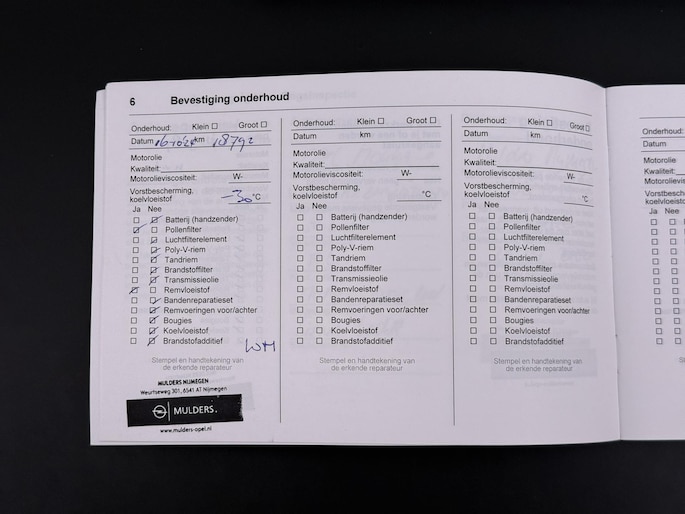 6 Bevestiging onderhoud
Onderhoud: Klein ☐ Groot ☐
Datum 16-10'24 km 18792
Motorolie
Kwaliteit:
Motorolieviscositeit: W-
Vorstbescherming,
koelvloeistof -30 °C
Ja Nee
Batterij (handzender)
Pollenfilter
Luchtfilterelement
Poly-V-riem
Tandriem
Brandstoffilter
Transmissieolie
Remvloeistof
Bandenreparatieset
Remvoeringen voor/achter
Bougies
Koelvloeistof
Brandstofadditief WM
Stempel en handtekening van
de erkende reparateur
MULDERS NIJMEGEN
Weurtseweg 301, 6541 AT Nijmegen
MULDERS.
www.mulders-opel.nl
Onderhoud: Klein ☐ Groot ☐
Datum km
Motorolie
Kwaliteit:
Motorolieviscositeit: W-
Vorstbescherming,
koelvloeistof °C
Ja Nee
Batterij (handzender)
Pollenfilter
Luchtfilterelement
Poly-V-riem
Tandriem
Brandstoffilter
Transmissieolie
Remvloeistof
Bandenreparatieset
Remvoeringen voor/achter
Bougies
Koelvloeistof
Brandstofadditief
Stempel en handtekening van
de erkende reparateur
Onderhoud: Klein ☐ Groot ☐
Datum km
Motorolie
Kwaliteit:
Motorolieviscositeit: W-
Vorstbescherming,
koelvloeistof °C
Ja Nee
Batterij (handzender)
Pollenfilter
Luchtfilterelement
Poly-V-riem
Tandriem
Brandstoffilter
Transmissieolie
Remvloeistof
Bandenreparatieset
Remvoeringen voor/achter
Bougies
Koelvloeistof
Brandstofadditief
Stempel en handtekening van
de erkende reparateur
Onderhoud:
Datum
Motorolie
Kwaliteit:
Motorolievis
Vorstbesche
koelvloeistof
Ja Nee